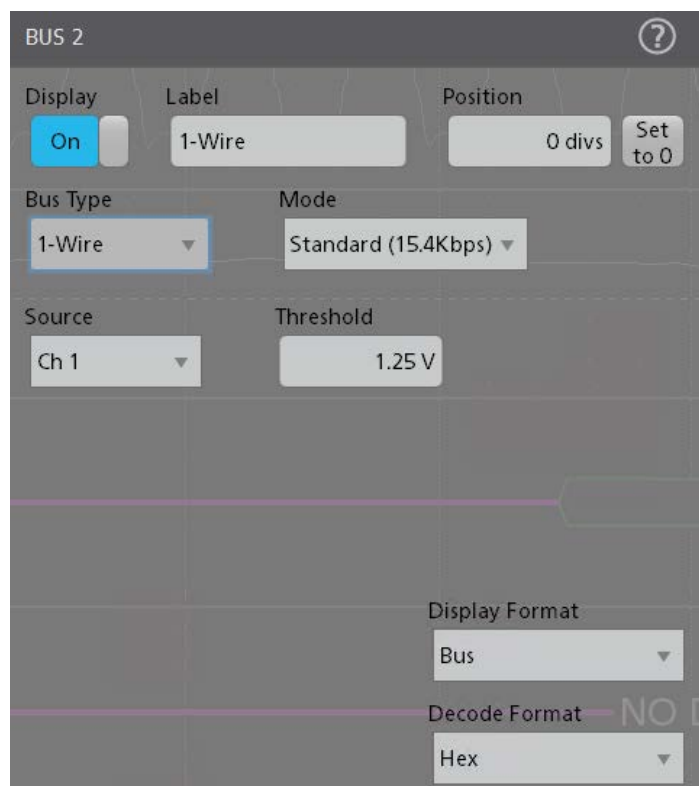 BUS 2
?
Display Label Position
On 1-Wire 0 divs Set to 0
Bus Type Mode
1-Wire Standard (15.4Kbps)
Source Threshold
Ch 1 1.25 V
Display Format
Bus
Decode Format NO
Hex